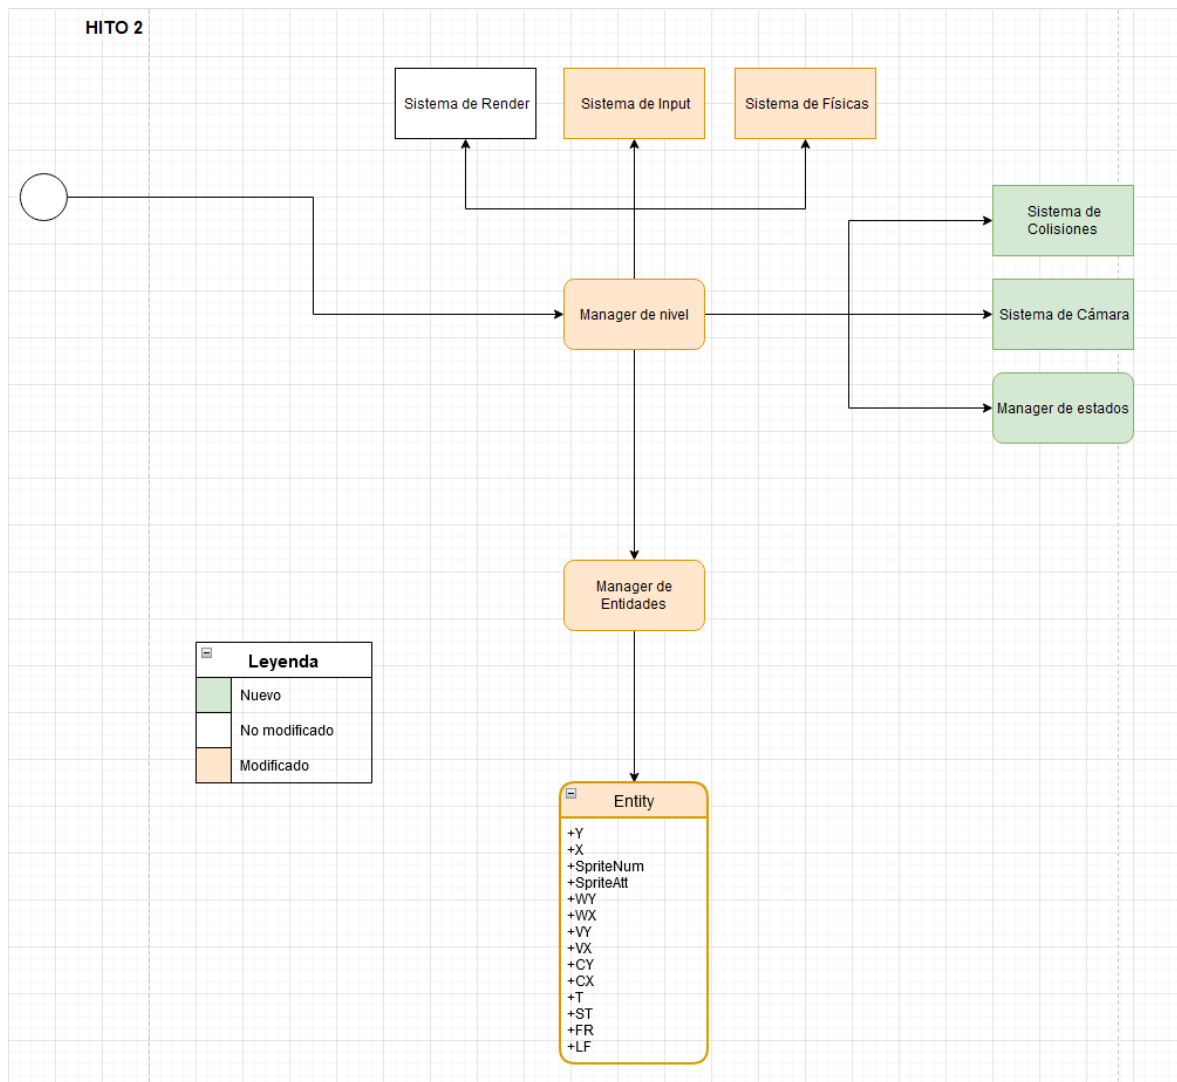 HITO 2
Sistema de Render
Sistema de Input
Sistema de Físicas
Sistema de
Colisiones
Manager de nivel
Sistema de Cámara
Manager de estados
Manager de
Entidades
Leyenda
Nuevo
No modificado
Modificado
Entity
+Y
+X
+SpriteNum
+SpriteAtt
+WY
+WX
+VY
+VX
+CY
+CX
+T
+ST
+FR
+LF